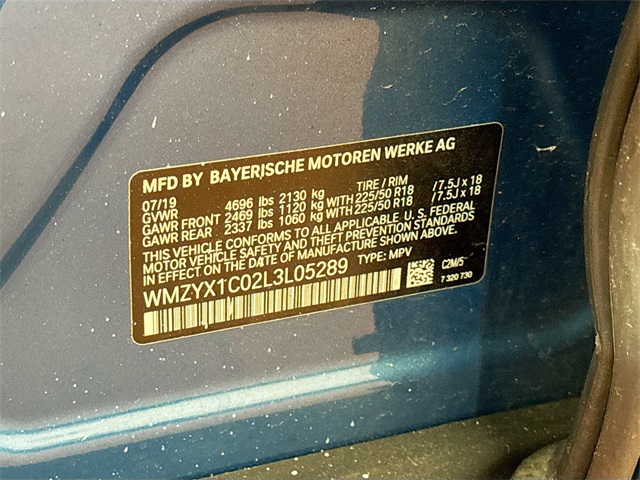 MFD BY BAYERISCHE MOTOREN WERKE AG
07/19 TIRE / RIM
GVWR 4696 lbs 2130 kg
GAWR FRONT 2469 lbs 1120 kg WITH 225/50 R18 /7.5J x 18
GAWR REAR 2337 lbs 1060 kg WITH 225/50 R18 /7.5J x 18
THIS VEHICLE CONFORMS TO ALL APPLICABLE U. S. FEDERAL
MOTOR VEHICLE SAFETY AND THEFT PREVENTION STANDARDS
IN EFFECT ON THE DATE OF MANUFACTURE SHOWN ABOVE.
WMZYX1C02L3L05289 TYPE: MPV
C2M/5
7 320 730